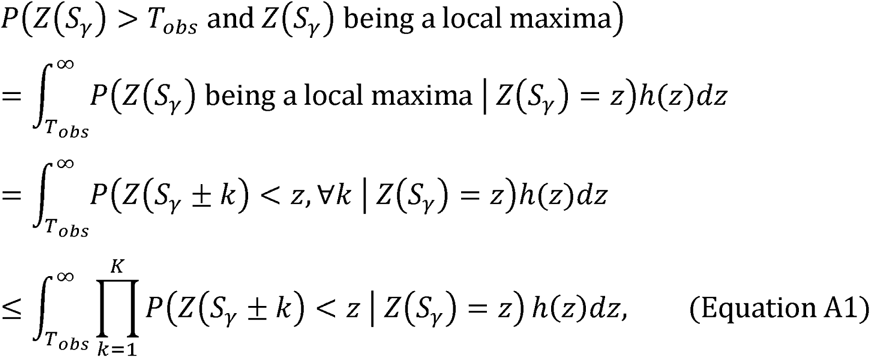 P(Z(S_γ) > T_obs and Z(S_γ) being a local maxima)
= ∫_{T_obs}^{∞} P(Z(S_γ) being a local maxima | Z(S_γ) = z)h(z)dz
= ∫_{T_obs}^{∞} P(Z(S_γ ± k) < z, ∀k | Z(S_γ) = z)h(z)dz
≤ ∫_{T_obs}^{∞} ∏_{k=1}^{K} P(Z(S_γ ± k) < z | Z(S_γ) = z) h(z)dz, (Equation A1)